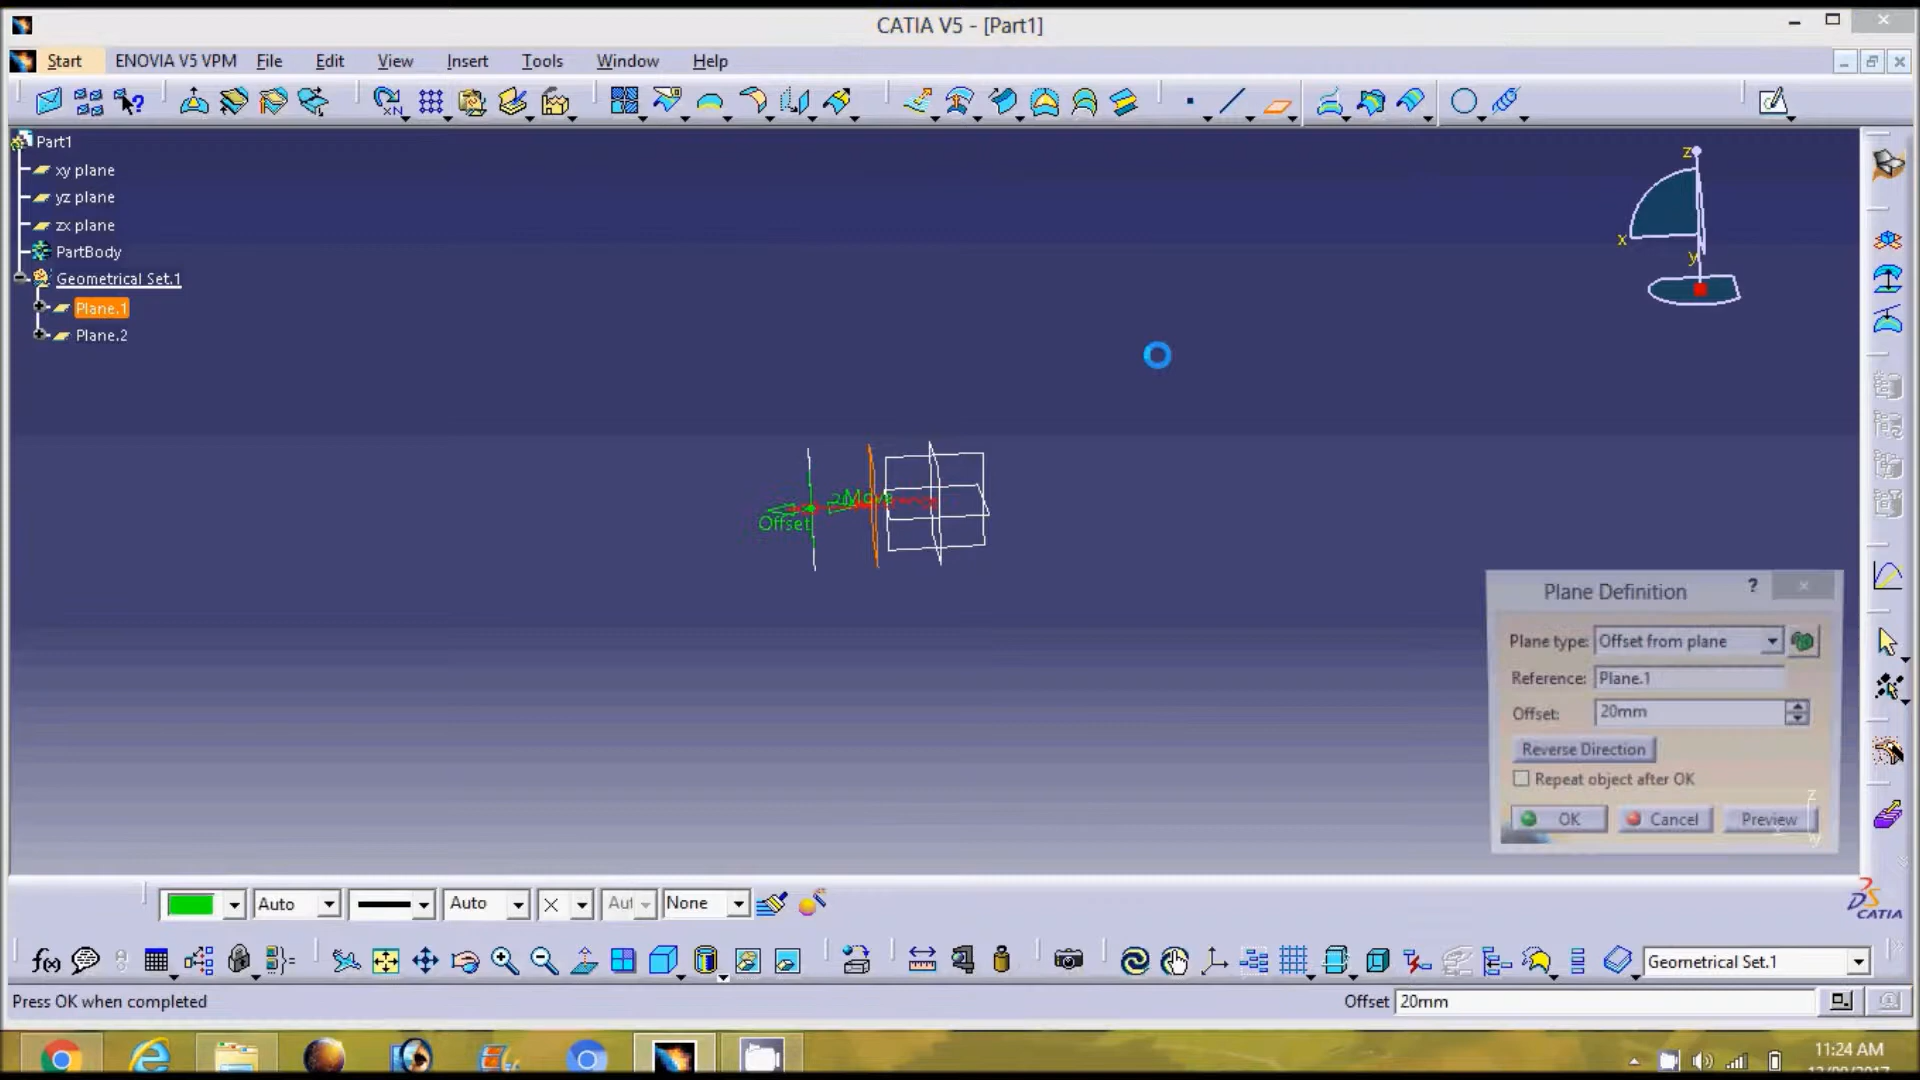 CATIA V5 - [Part1]
Start ENOVIA V5 VPM File Edit View Insert Tools Window Help
Part1
xy plane
yz plane
zx plane
PartBody
Geometrical Set.1
Plane.1
Plane.2
z
x
y
Move
Offset
Plane Definition ?
Plane type: Offset from plane
Reference: Plane.1
Offset: 20mm
Reverse Direction
Repeat object after OK
OK Cancel Preview
z
y
CATIA
Auto Auto Aut None
f(x) Geometrical Set.1
Press OK when completed Offset 20mm
11:24 AM